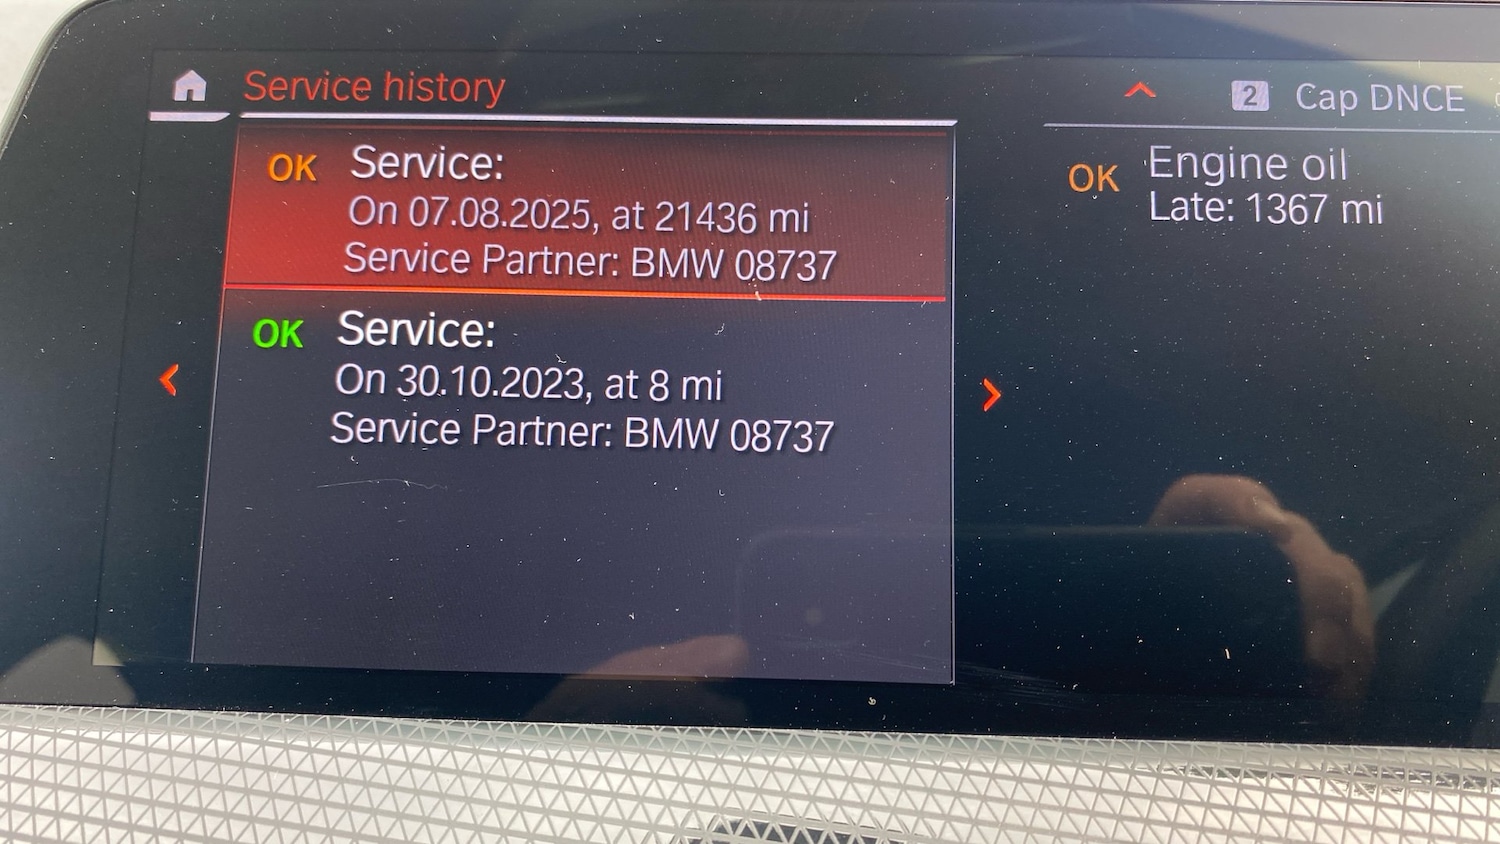 Service history
2 Cap DNCE
OK Service:
On 07.08.2025, at 21436 mi
Service Partner: BMW 08737
OK Service:
On 30.10.2023, at 8 mi
Service Partner: BMW 08737
OK Engine oil
Late: 1367 mi